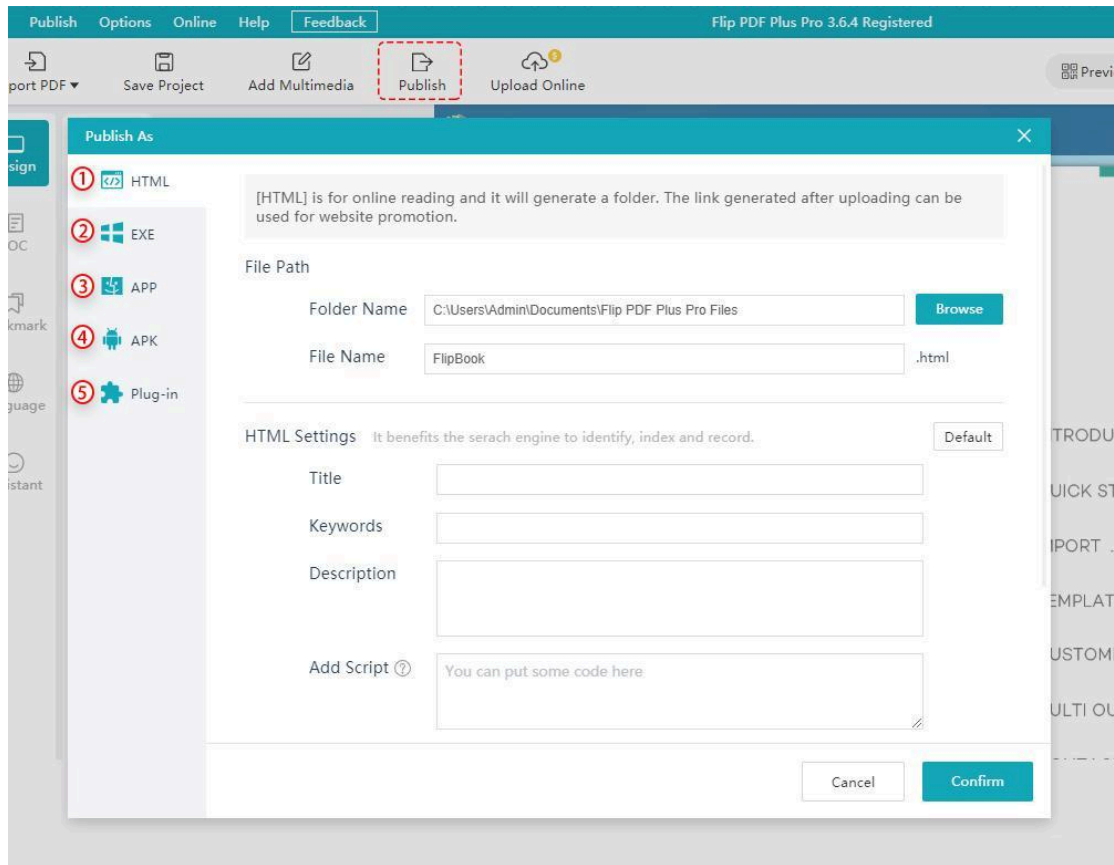 Publish Options Online Help Feedback Flip PDF Plus Pro 3.6.4 Registered
port PDF Save Project Add Multimedia Publish Upload Online Previ
Publish As
sign
① HTML
[HTML] is for online reading and it will generate a folder. The link generated after uploading can be
used for website promotion.
② EXE
OC
File Path
③ APP
Folder Name C:\Users\Admin\Documents\Flip PDF Plus Pro Files Browse
kmark
④ APK
File Name FlipBook .html
⑤ Plug-in
guage
HTML Settings It benefits the serach engine to identify, index and record. Default
NTRODU
Title
istant
UICK ST
Keywords
MPORT .
Description
EMPLAT
USTOMI
Add Script ?
You can put some code here
ULTI OU
Cancel Confirm